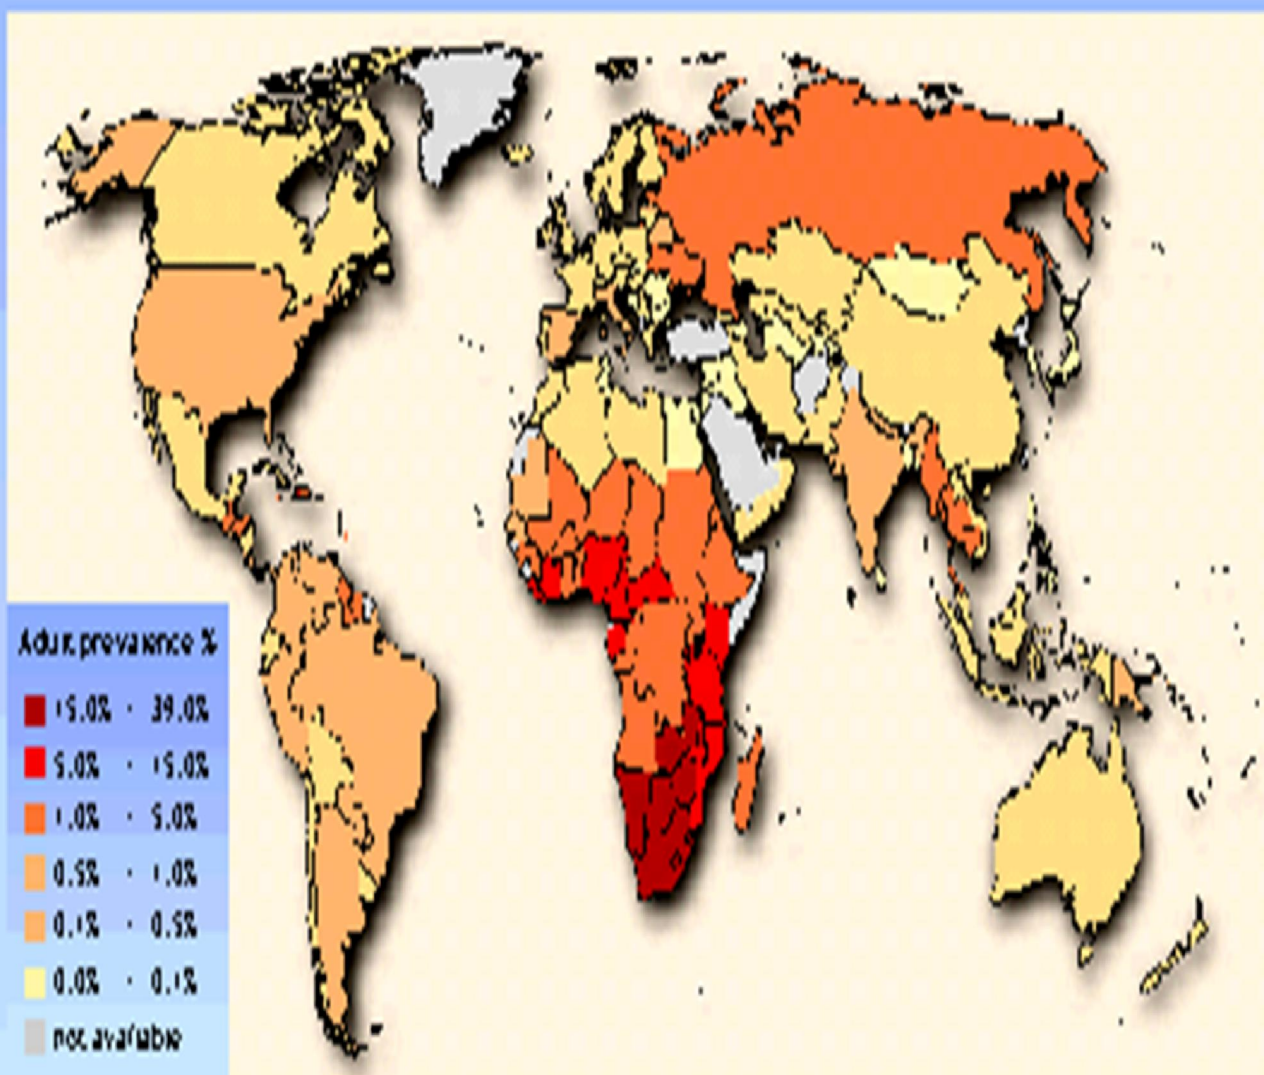 Adult prevalence %
15.0% - 39.0%
5.0% - 15.0%
1.0% - 5.0%
0.5% - 1.0%
0.1% - 0.5%
0.0% - 0.1%
not available